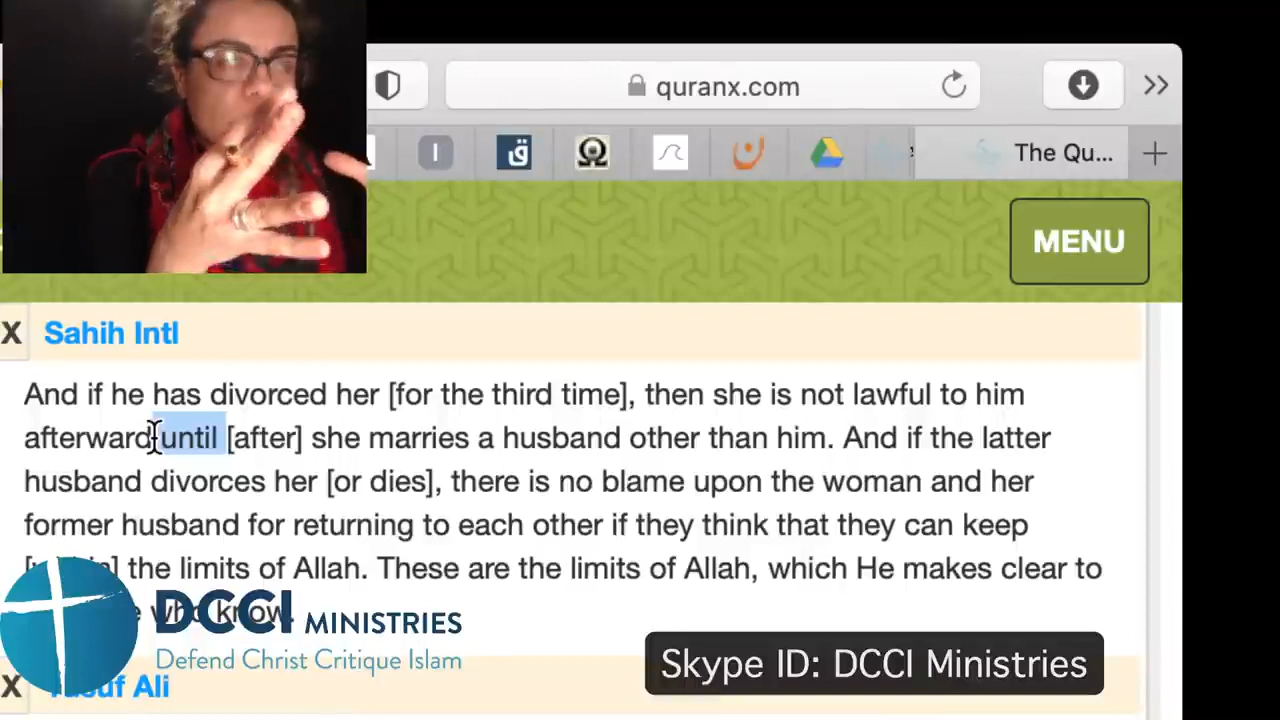 quranx.com
The Qu...
MENU
X Sahih Intl
And if he has divorced her [for the third time], then she is not lawful to him
afterward until [after] she marries a husband other than him. And if the latter
husband divorces her [or dies], there is no blame upon the woman and her
former husband for returning to each other if they think that they can keep
the limits of Allah. These are the limits of Allah, which He makes clear to
who know.
DCCI MINISTRIES
Defend Christ Critique Islam
Skype ID: DCCI Ministries
X Yusuf Ali